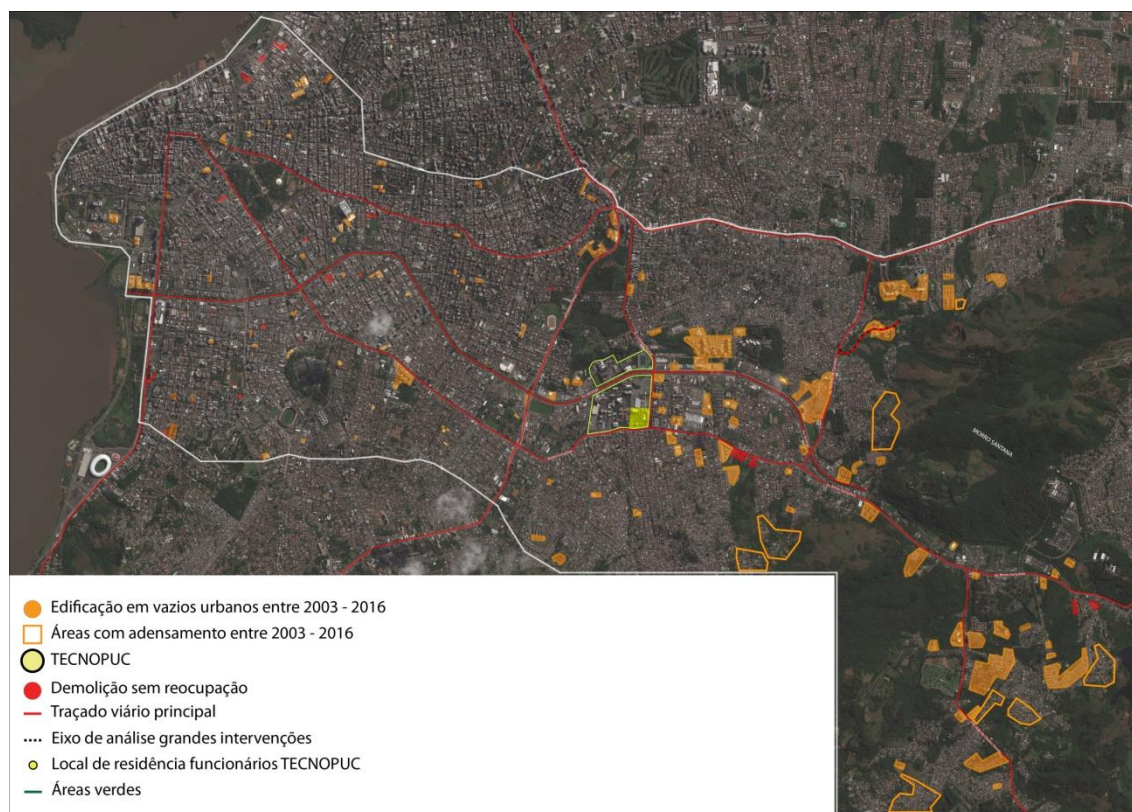 MORRO SANTANA
Edificação em vazios urbanos entre 2003 - 2016
Áreas com adensamento entre 2003 - 2016
TECNOPUC
Demolição sem reocupação
Traçado viário principal
Eixo de análise grandes intervenções
Local de residência funcionários TECNOPUC
Áreas verdes